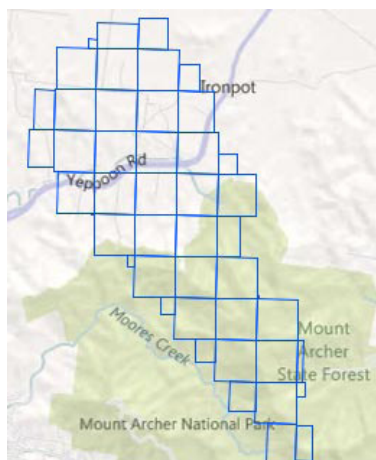 Ironpot
Yeppoon Rd
Moores Creek
Mount
Archer
State Forest
Mount Archer National Park